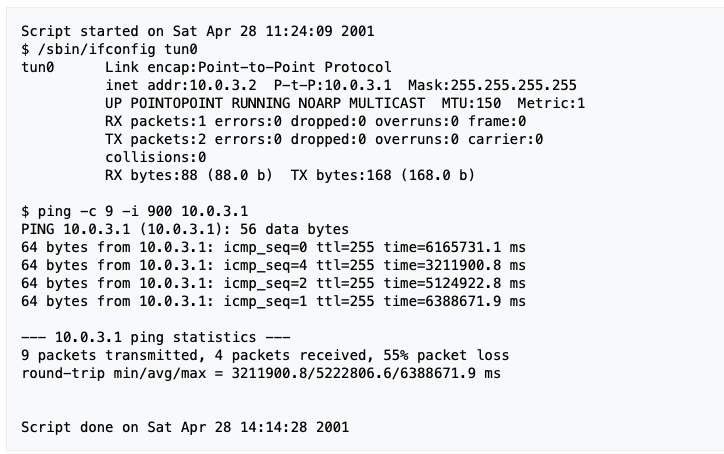 Script started on Sat Apr 28 11:24:09 2001
$ /sbin/ifconfig tun0
tun0      Link encap:Point-to-Point Protocol
          inet addr:10.0.3.2  P-t-P:10.0.3.1  Mask:255.255.255.255
          UP POINTOPOINT RUNNING NOARP MULTICAST  MTU:150  Metric:1
          RX packets:1 errors:0 dropped:0 overruns:0 frame:0
          TX packets:2 errors:0 dropped:0 overruns:0 carrier:0
          collisions:0
          RX bytes:88 (88.0 b)  TX bytes:168 (168.0 b)

$ ping -c 9 -i 900 10.0.3.1
PING 10.0.3.1 (10.0.3.1): 56 data bytes
64 bytes from 10.0.3.1: icmp_seq=0 ttl=255 time=6165731.1 ms
64 bytes from 10.0.3.1: icmp_seq=4 ttl=255 time=3211900.8 ms
64 bytes from 10.0.3.1: icmp_seq=2 ttl=255 time=5124922.8 ms
64 bytes from 10.0.3.1: icmp_seq=1 ttl=255 time=6388671.9 ms

--- 10.0.3.1 ping statistics ---
9 packets transmitted, 4 packets received, 55% packet loss
round-trip min/avg/max = 3211900.8/5222806.6/6388671.9 ms

Script done on Sat Apr 28 14:14:28 2001